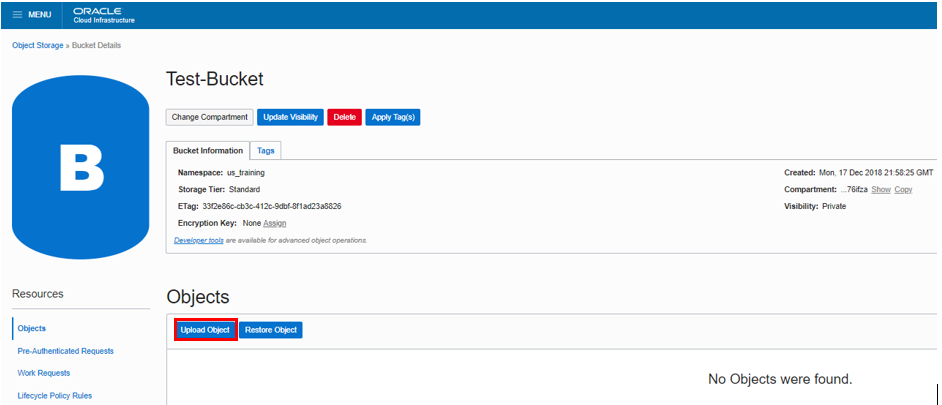 MENU
ORACLE
Cloud Infrastructure
Object Storage » Bucket Details
B
Test-Bucket
Change Compartment Update Visibility Delete Apply Tag(s)
Bucket Information Tags
Namespace: us_training
Created: Mon, 17 Dec 2018 21:58:25 GMT
Storage Tier: Standard
Compartment: ...76ifza Show Copy
ETag: 33f2e86c-cb3c-412c-9dbf-8f1ad23a8826
Visibility: Private
Encryption Key: None Assign
Developer tools are available for advanced object operations.
Resources
Objects
Pre-Authenticated Requests
Work Requests
Lifecycle Policy Rules
Objects
Upload Object Restore Object
No Objects were found.